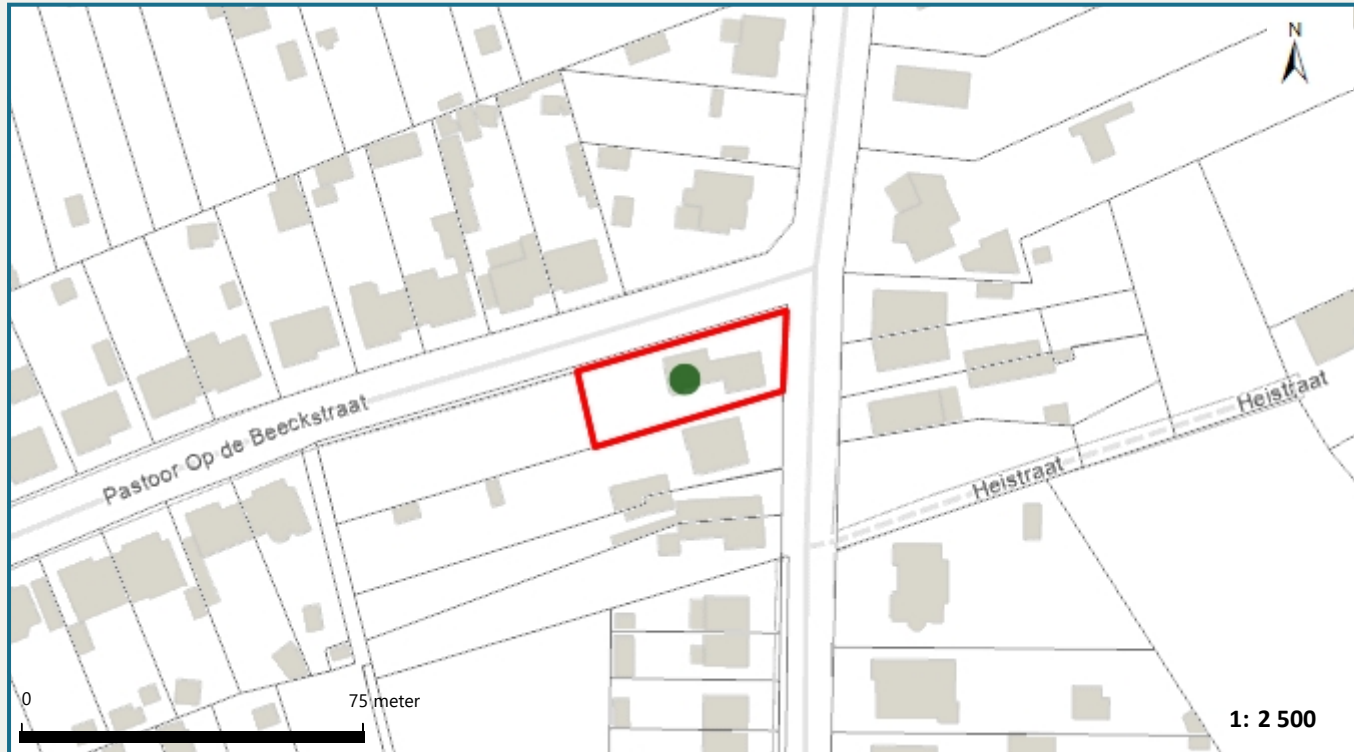 N
Pastoor Op de Beeckstraat
Heistraat
Heistraat
0 75 meter
1: 2 500